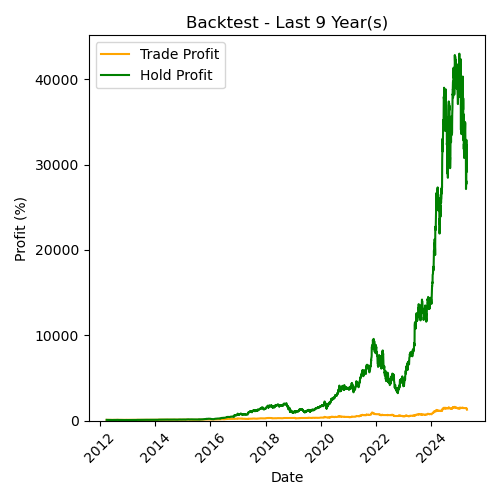 Backtest - Last 9 Year(s)
Trade Profit
Hold Profit
Profit (%)
40000
30000
20000
10000
0
2012
2014
2016
2018
2020
2022
2024
Date